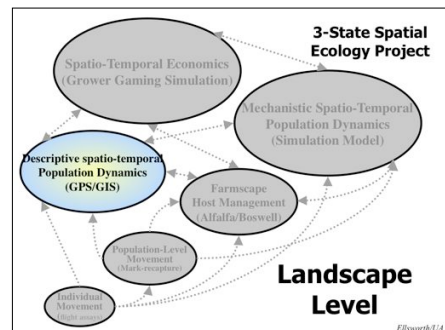 3-State Spatial
Ecology Project
Spatio-Temporal Economics
(Grower Gaming Simulation)
Mechanistic Spatio-Temporal
Population Dynamics
(Simulation Model)
Descriptive spatio-temporal
Population Dynamics
(GPS/GIS)
Farmscape
Host Management
(Alfalfa/Boswell)
Population-Level
Movement
(Mark-recapture)
Individual
Movement
(flight assays)
Landscape
Level
Ellsworth/UA